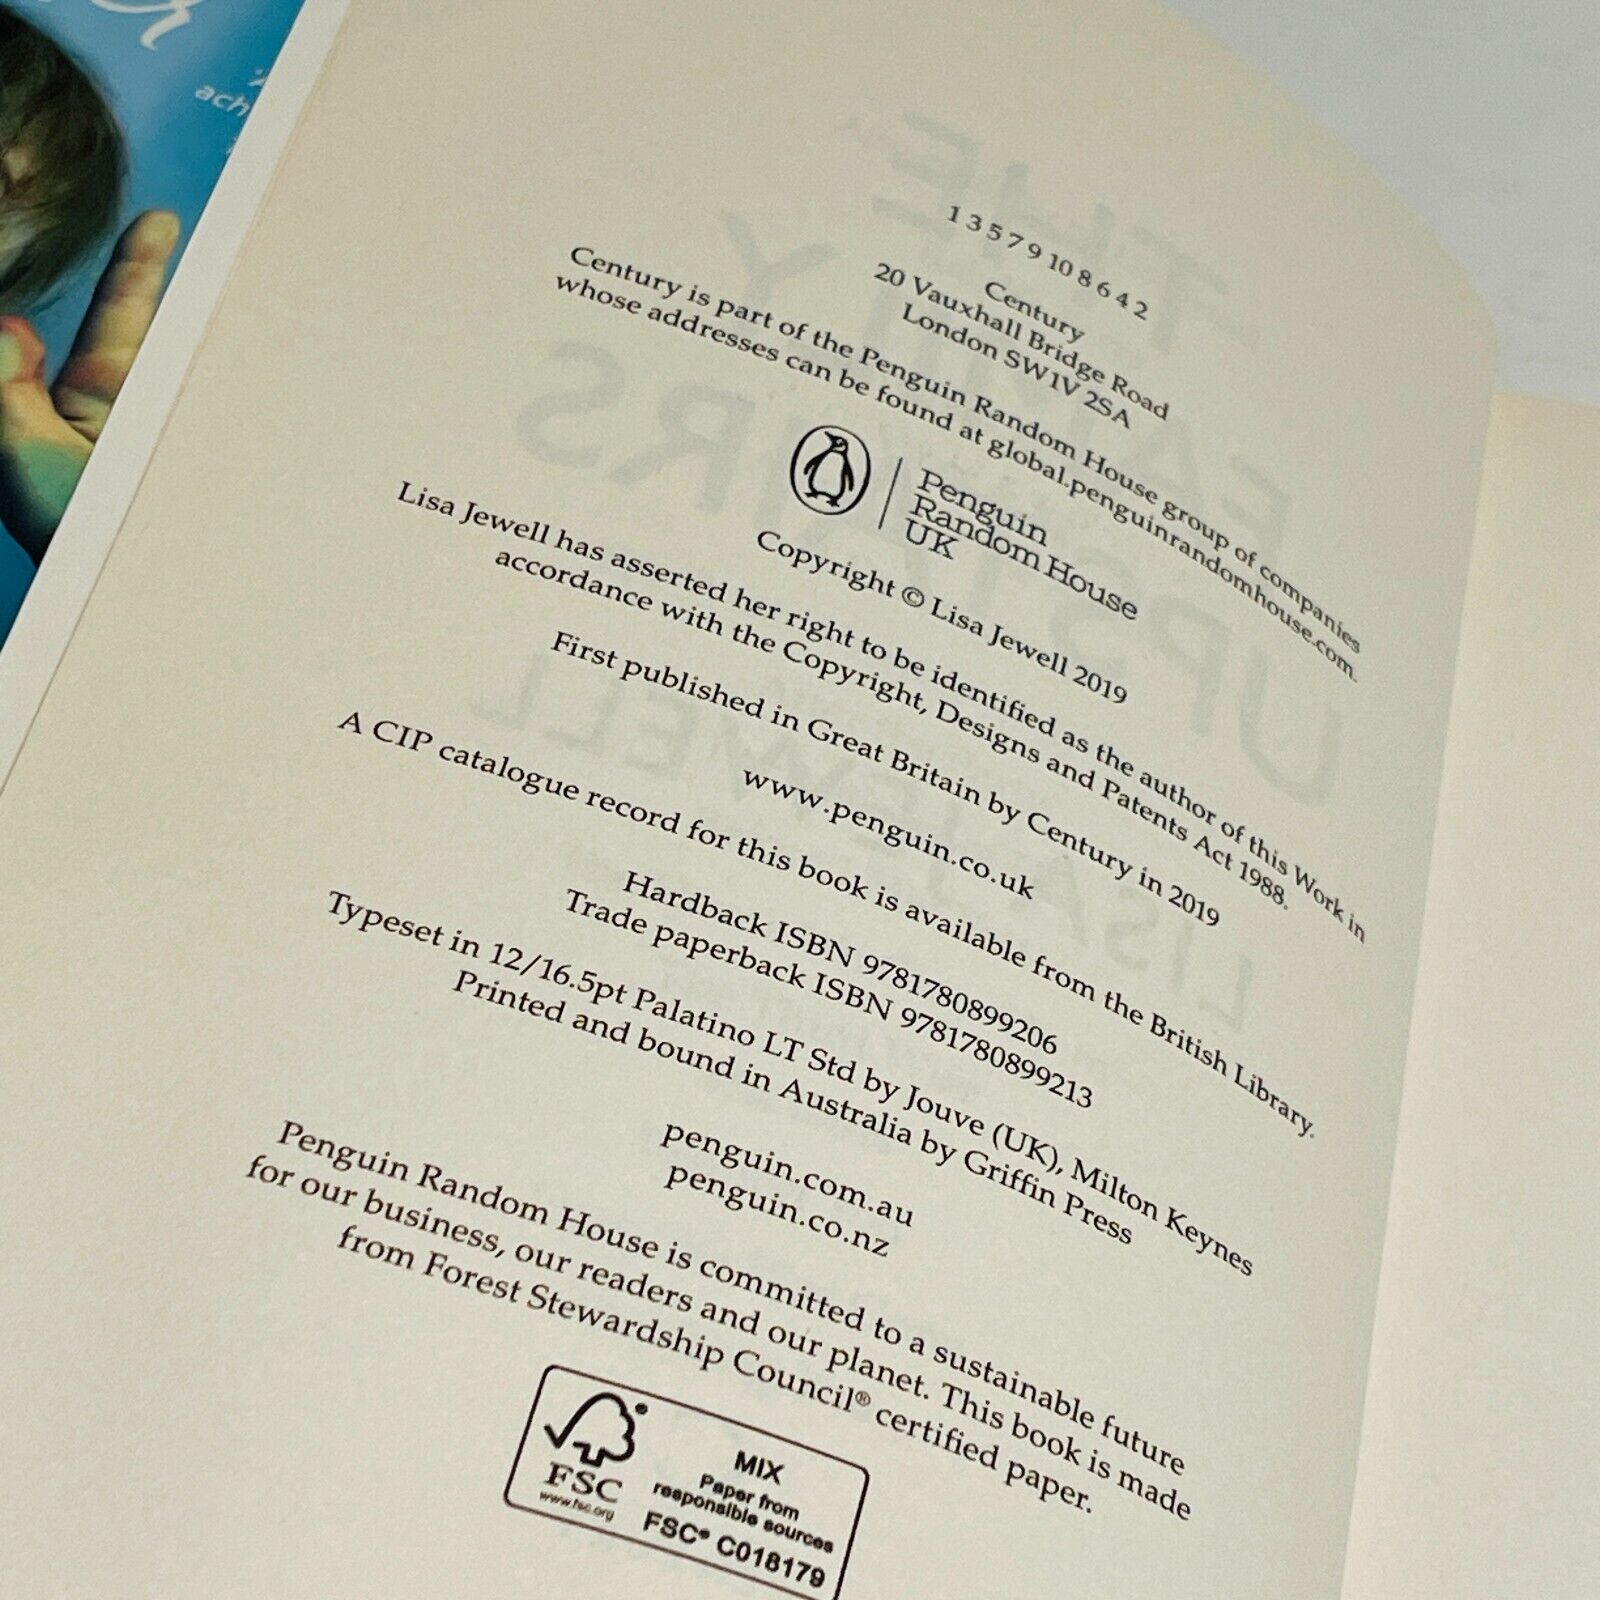 ach
1 3 5 7 9 10 8 6 4 2
Century
20 Vauxhall Bridge Road
London SW1V 2SA
Century is part of the Penguin Random House group of companies
whose addresses can be found at global.penguinrandomhouse.com.
Penguin
Random House
UK
Copyright © Lisa Jewell 2019
Lisa Jewell has asserted her right to be identified as the author of this Work in
accordance with the Copyright, Designs and Patents Act 1988.
First published in Great Britain by Century in 2019
www.penguin.co.uk
A CIP catalogue record for this book is available from the British Library.
Hardback ISBN 9781780899206
Trade paperback ISBN 9781780899213
Typeset in 12/16.5pt Palatino LT Std by Jouve (UK), Milton Keynes
Printed and bound in Australia by Griffin Press
penguin.com.au
penguin.co.nz
Penguin Random House is committed to a sustainable future
for our business, our readers and our planet. This book is made
from Forest Stewardship Council® certified paper.
FSC
www.fsc.org
MIX
Paper from
responsible sources
FSC® C018179
THE
FAMILY
UPSTAIRS
LISA JEWELL